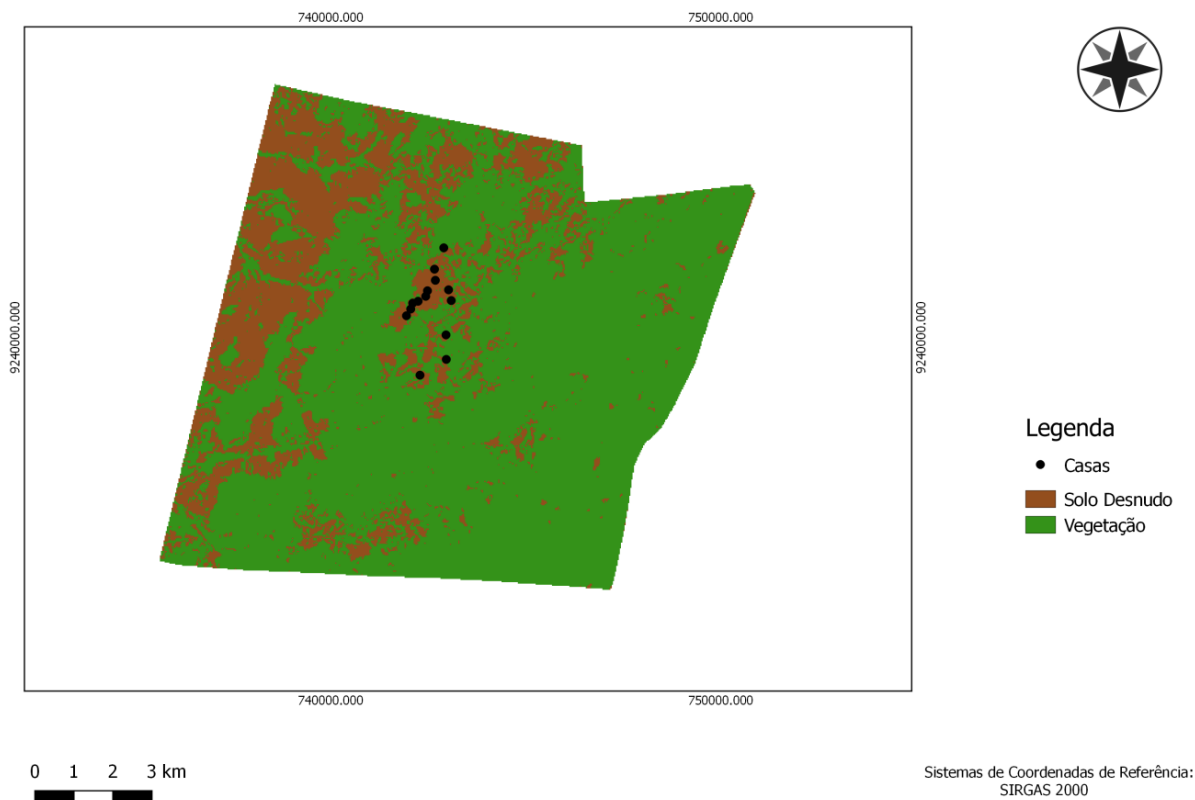 740000.000
750000.000
9240000.000
9240000.000
740000.000
750000.000
Legenda
Casas
Solo Desnudo
Vegetação
0 1 2 3 km
Sistemas de Coordenadas de Referência:
SIRGAS 2000